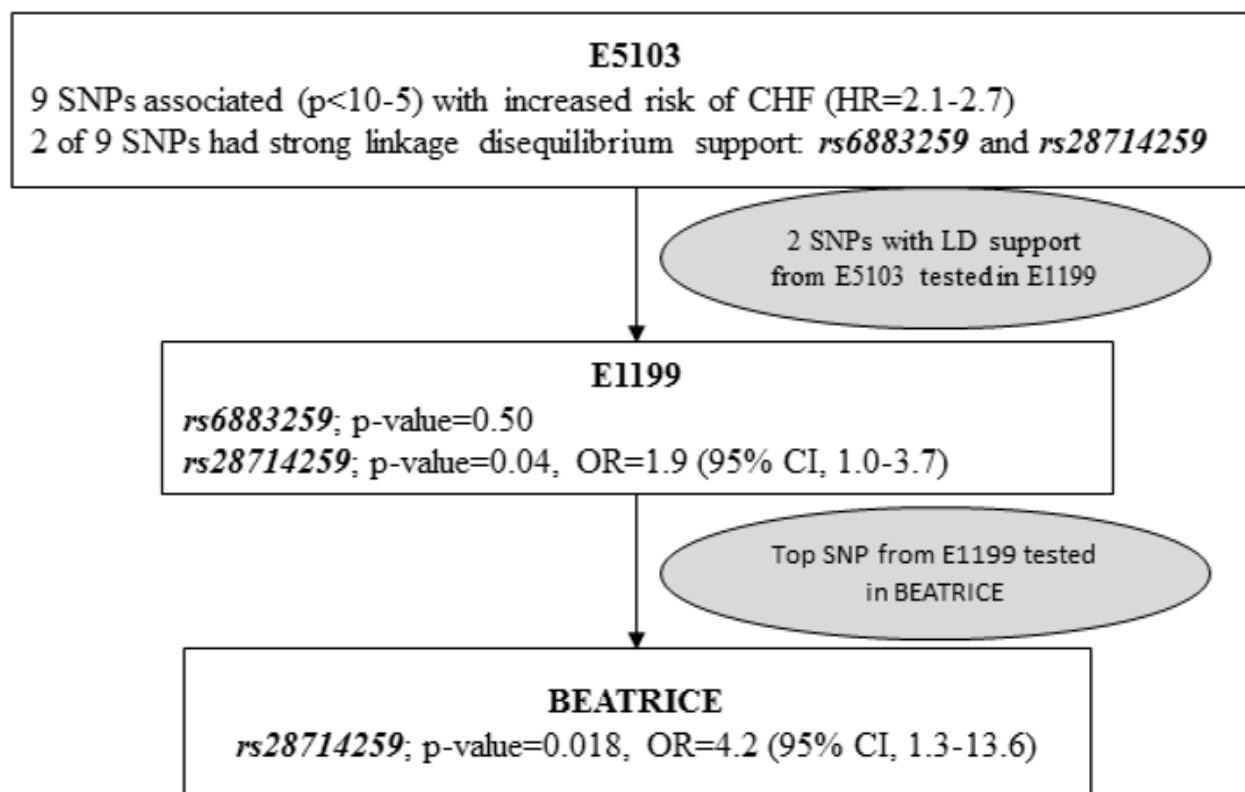 E5103
9 SNPs associated (p<10-5) with increased risk of CHF (HR=2.1-2.7)
2 of 9 SNPs had strong linkage disequilibrium support: rs6883259 and rs28714259
2 SNPs with LD support
from E5103 tested in E1199
E1199
rs6883259; p-value=0.50
rs28714259; p-value=0.04, OR=1.9 (95% CI, 1.0-3.7)
Top SNP from E1199 tested
in BEATRICE
BEATRICE
rs28714259; p-value=0.018, OR=4.2 (95% CI, 1.3-13.6)